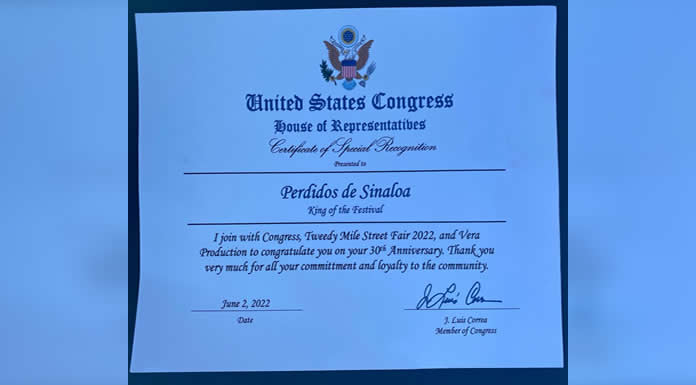 United States Congress
House of Representatives
Certificate of Special Recognition
Presented to
Perdidos de Sinaloa
King of the Festival
I join with Congress, Tweedy Mile Street Fair 2022, and Vera
Production to congratulate you on your 30th Anniversary. Thank you
very much for all your committment and loyalty to the community.
June 2, 2022
Date
J. Luis Correa
Member of Congress